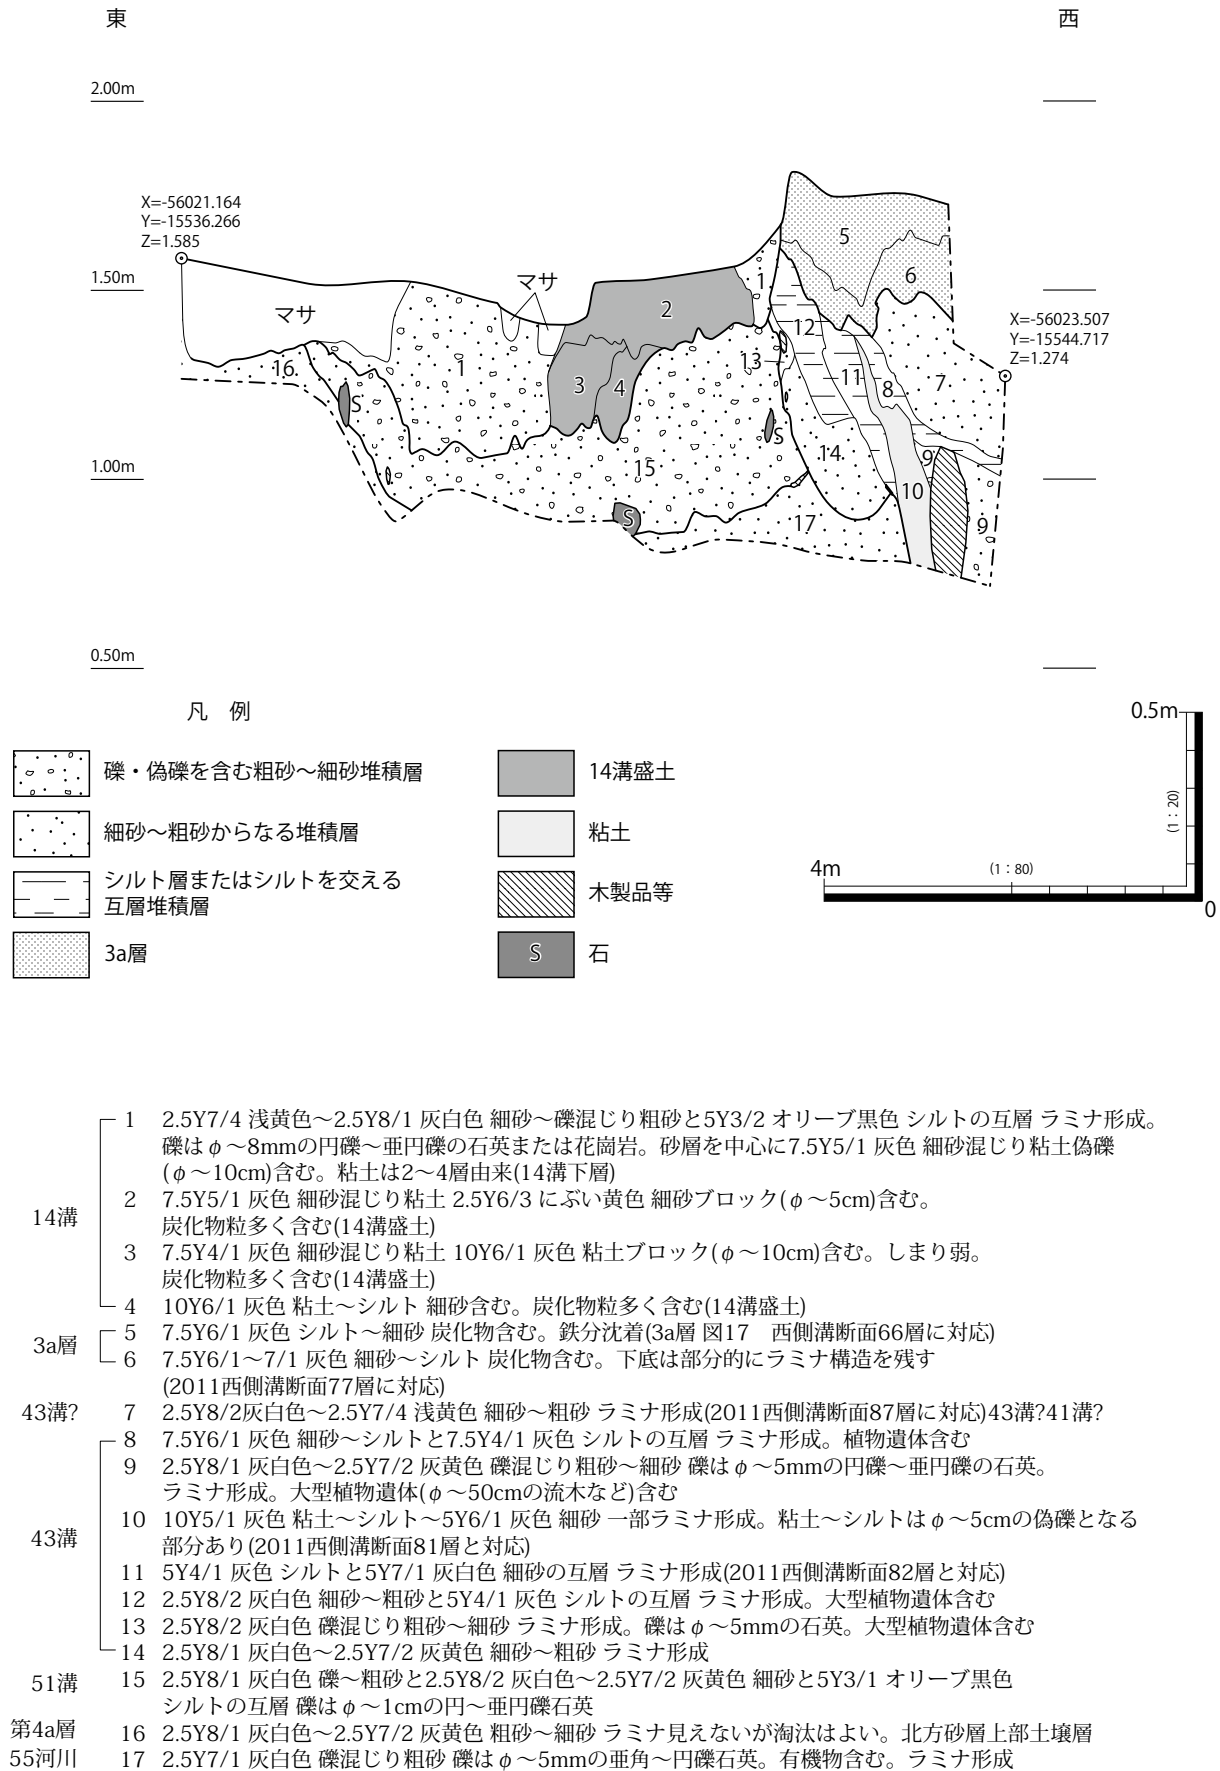 東
西
2.00m
X=-56021.164
Y=-15536.266
Z=1.585
マサ
1.50m
マサ
2
5
6
1
12
X=-56023.507
Y=-15544.717
Z=1.274
16
S
1
3
4
13
11
8
7
1.00m
S
14
9
15
10
S
17
9
0.50m
凡 例
礫・偽礫を含む粗砂～細砂堆積層
細砂～粗砂からなる堆積層
シルト層またはシルトを交える
互層堆積層
3a層
14溝盛土
粘土
木製品等
S 石
0.5m
(1：20)
4m
(1：80)
0
14溝
1 2.5Y7/4 浅黄色～2.5Y8/1 灰白色 細砂～礫混じり粗砂と5Y3/2 オリーブ黒色 シルトの互層 ラミナ形成。
礫はφ～8mmの円礫～亜円礫の石英または花崗岩。砂層を中心に7.5Y5/1 灰色 細砂混じり粘土偽礫
(φ～10cm)含む。粘土は2～4層由来(14溝下層)
2 7.5Y5/1 灰色 細砂混じり粘土 2.5Y6/3 にぶい黄色 細砂ブロック(φ～5cm)含む。
炭化物粒多く含む(14溝盛土)
3 7.5Y4/1 灰色 細砂混じり粘土 10Y6/1 灰色 粘土ブロック(φ～10cm)含む。しまり弱。
炭化物粒多く含む(14溝盛土)
4 10Y6/1 灰色 粘土～シルト 細砂含む。炭化物粒多く含む(14溝盛土)
3a層
5 7.5Y6/1 灰色 シルト～細砂 炭化物含む。鉄分沈着(3a層 図17　西側溝断面66層に対応)
6 7.5Y6/1～7/1 灰色 細砂～シルト 炭化物含む。下底は部分的にラミナ構造を残す
(2011西側溝断面77層に対応)
43溝? 7 2.5Y8/2灰白色～2.5Y7/4 浅黄色 細砂～粗砂 ラミナ形成(2011西側溝断面87層に対応)43溝?41溝?
43溝
8 7.5Y6/1 灰色 細砂～シルトと7.5Y4/1 灰色 シルトの互層 ラミナ形成。植物遺体含む
9 2.5Y8/1 灰白色～2.5Y7/2 灰黄色 礫混じり粗砂～細砂 礫はφ～5mmの円礫～亜円礫の石英。
ラミナ形成。大型植物遺体(φ～50cmの流木など)含む
10 10Y5/1 灰色 粘土～シルト～5Y6/1 灰色 細砂 一部ラミナ形成。粘土～シルトはφ～5cmの偽礫となる
部分あり(2011西側溝断面81層と対応)
11 5Y4/1 灰色 シルトと5Y7/1 灰白色 細砂の互層 ラミナ形成(2011西側溝断面82層と対応)
12 2.5Y8/2 灰白色 細砂～粗砂と5Y4/1 灰色 シルトの互層 ラミナ形成。大型植物遺体含む
13 2.5Y8/2 灰白色 礫混じり粗砂～細砂 ラミナ形成。礫はφ～5mmの石英。大型植物遺体含む
14 2.5Y8/1 灰白色～2.5Y7/2 灰黄色 細砂～粗砂 ラミナ形成
51溝 15 2.5Y8/1 灰白色 礫～粗砂と2.5Y8/2 灰白色～2.5Y7/2 灰黄色 細砂と5Y3/1 オリーブ黒色
シルトの互層 礫はφ～1cmの円～亜円礫石英
第4a層 16 2.5Y8/1 灰白色～2.5Y7/2 灰黄色 粗砂～細砂 ラミナ見えないが淘汰はよい。北方砂層上部土壌層
55河川 17 2.5Y7/1 灰白色 礫混じり粗砂 礫はφ～5mmの亜角～円礫石英。有機物含む。ラミナ形成